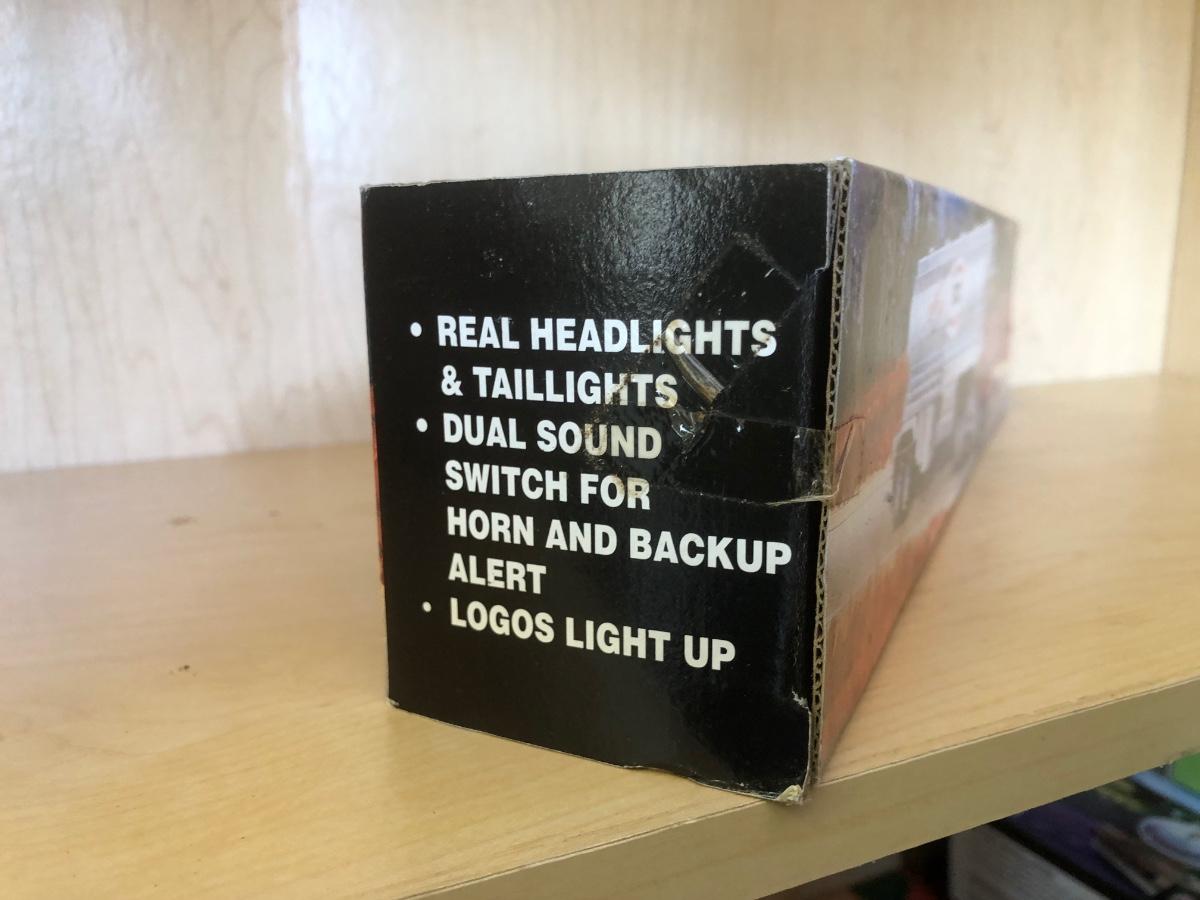 • REAL HEADLIGHTS
& TAILLIGHTS
• DUAL SOUND
SWITCH FOR
HORN AND BACKUP
ALERT
• LOGOS LIGHT UP